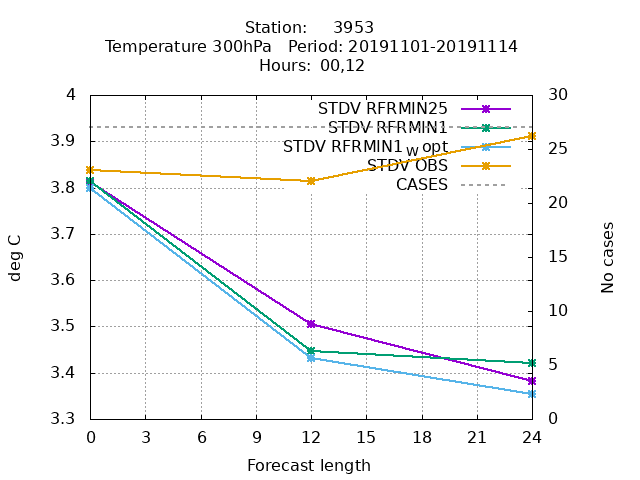 Station: 3953
Temperature 300hPa Period: 20191101-20191114
Hours: 00,12
4
3.9
3.8
3.7
3.6
3.5
3.4
3.3
deg C
STDV RFRMIN25
STDV RFRMIN1
STDV RFRMIN1Wopt
STDV OBS
CASES
30
25
20
15
10
5
0
No cases
0 3 6 9 12 15 18 21 24
Forecast length